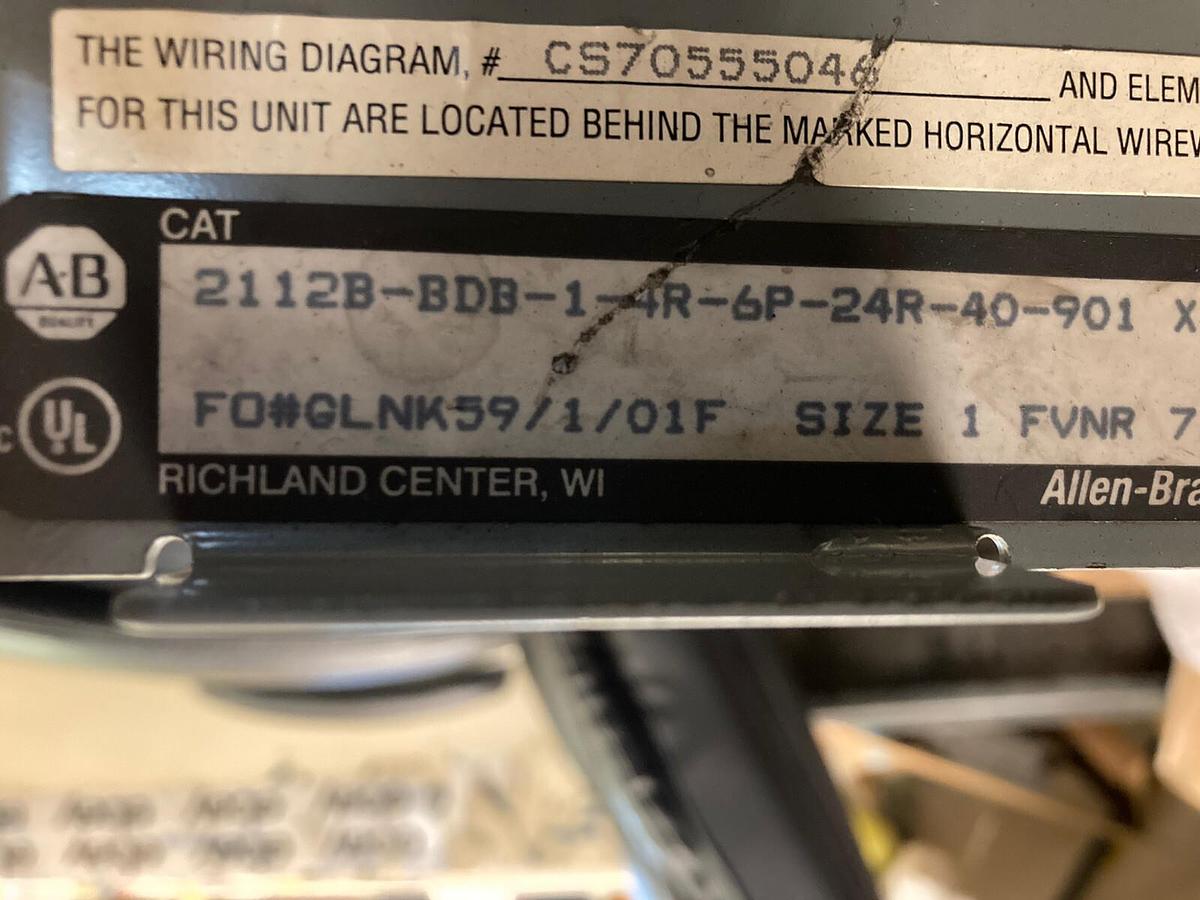 THE WIRING DIAGRAM, # CS70555046 AND ELEM
FOR THIS UNIT ARE LOCATED BEHIND THE MARKED HORIZONTAL WIREW
CAT
A-B
QUALITY
2112B-BDB-1-4R-6P-24R-40-901 X
C UL
FO#GLNK59/1/01F SIZE 1 FVNR 7
RICHLAND CENTER, WI Allen-Bra